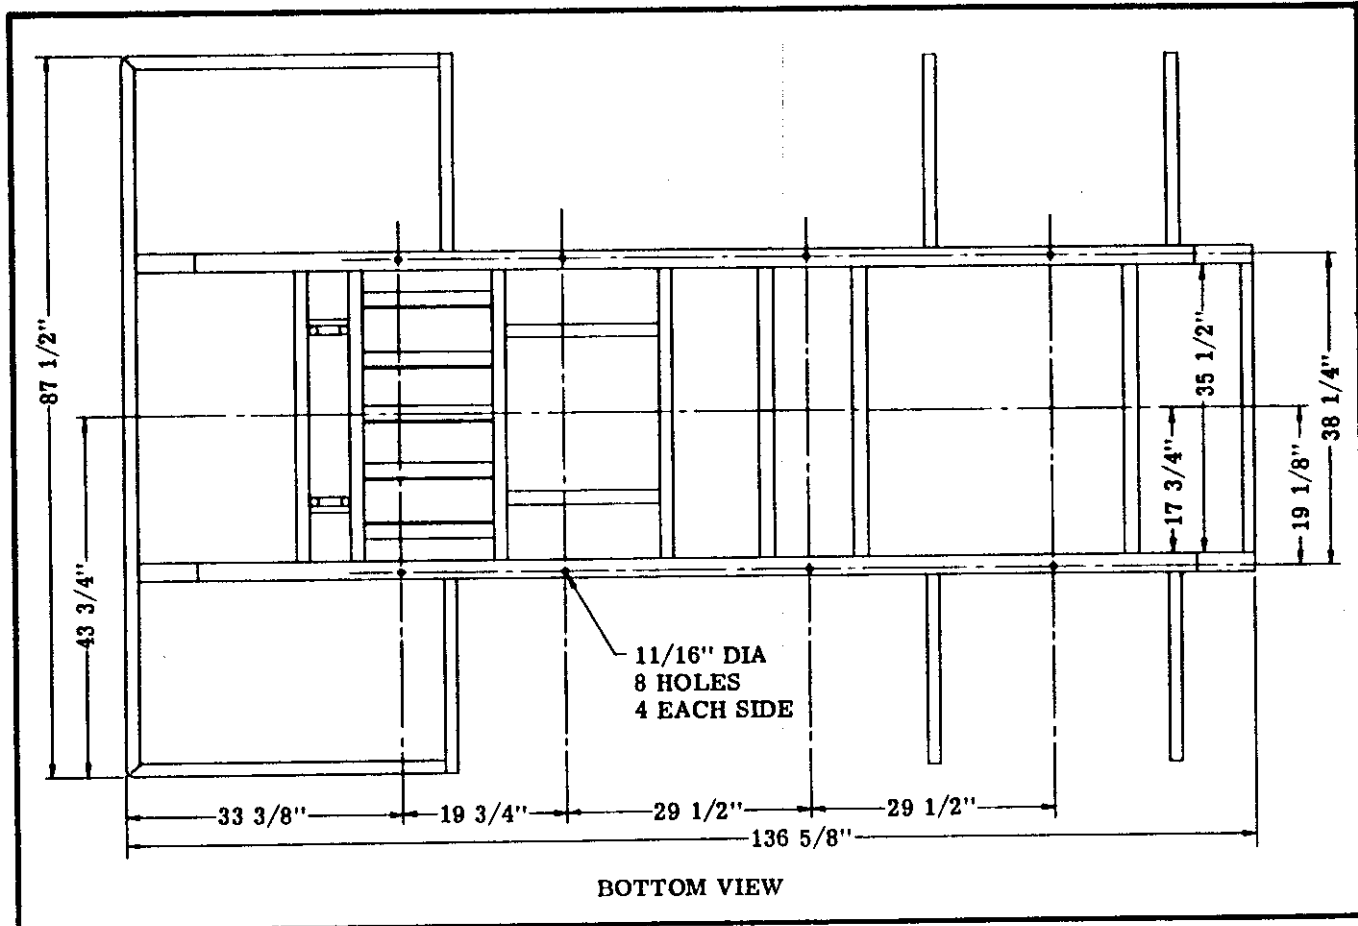 87 1/2"
43 3/4"
35 1/2"
38 1/4"
17 3/4"
19 1/8"
11/16" DIA
8 HOLES
4 EACH SIDE
33 3/8"
19 3/4"
29 1/2"
29 1/2"
136 5/8"
BOTTOM VIEW